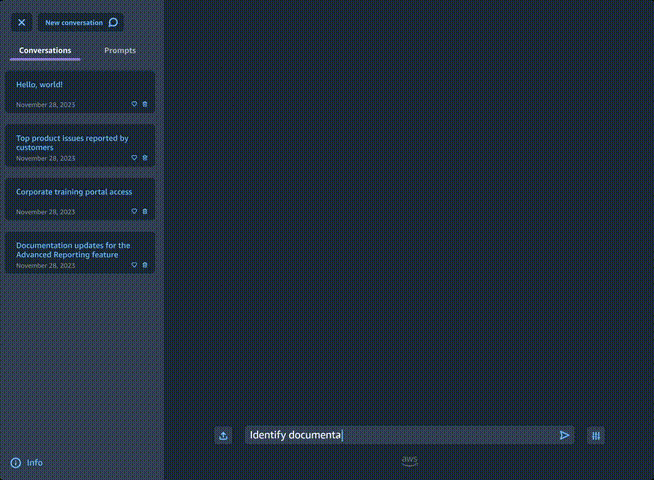 New conversation
Conversations Prompts
Hello, world!
November 28, 2023
Top product issues reported by
customers
November 28, 2023
Corporate training portal access
November 28, 2023
Documentation updates for the
Advanced Reporting feature
November 28, 2023
Identify documenta
Info
aws